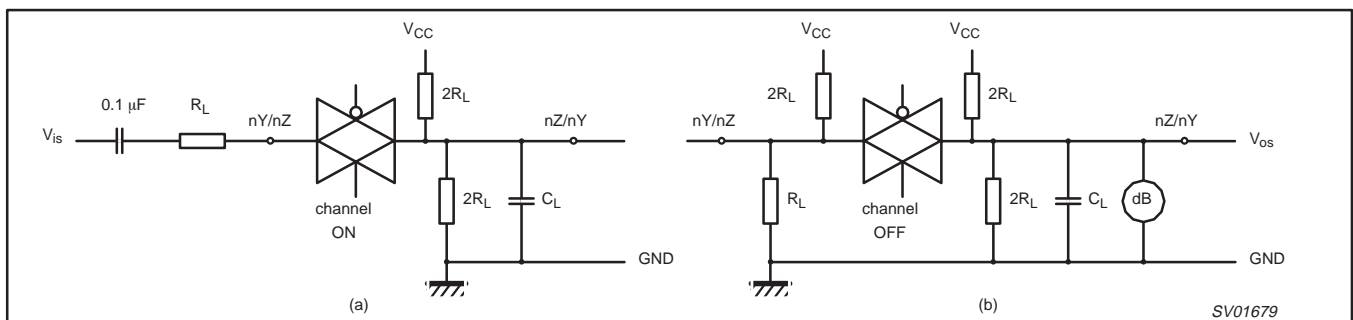 V_CC
2R_L
0.1 μF
R_L
V_is
nY/nZ
nZ/nY
channel
ON
2R_L
C_L
GND
(a)
V_CC
V_CC
2R_L
2R_L
nY/nZ
nZ/nY
V_os
R_L
channel
OFF
2R_L
C_L
dB
GND
(b)
SV01679